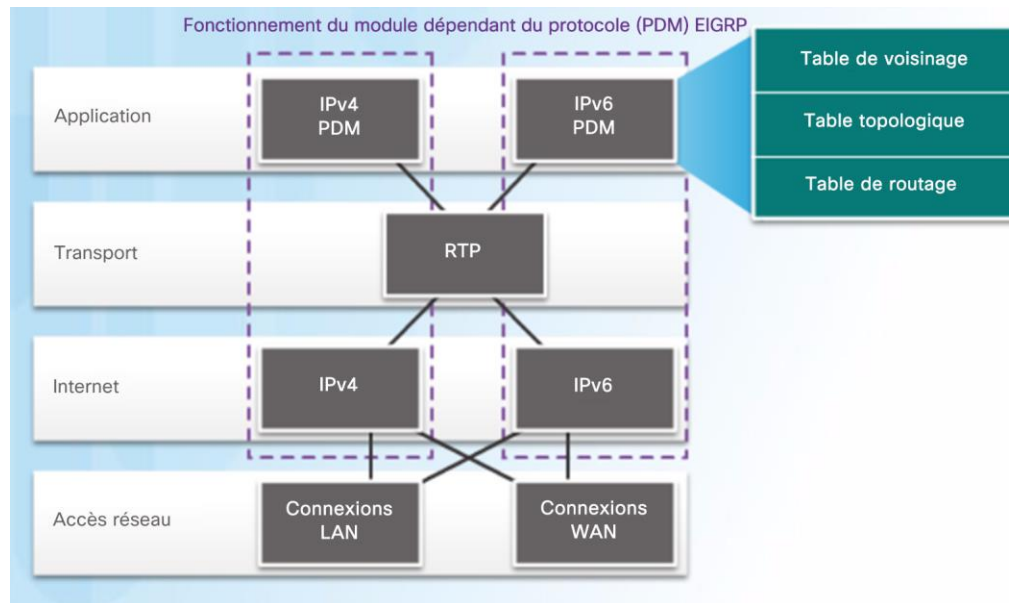 Fonctionnement du module dépendant du protocole (PDM) EIGRP
Table de voisinage
Table topologique
Table de routage
Application
IPv4
PDM
IPv6
PDM
Transport
RTP
Internet
IPv4
IPv6
Accès réseau
Connexions
LAN
Connexions
WAN